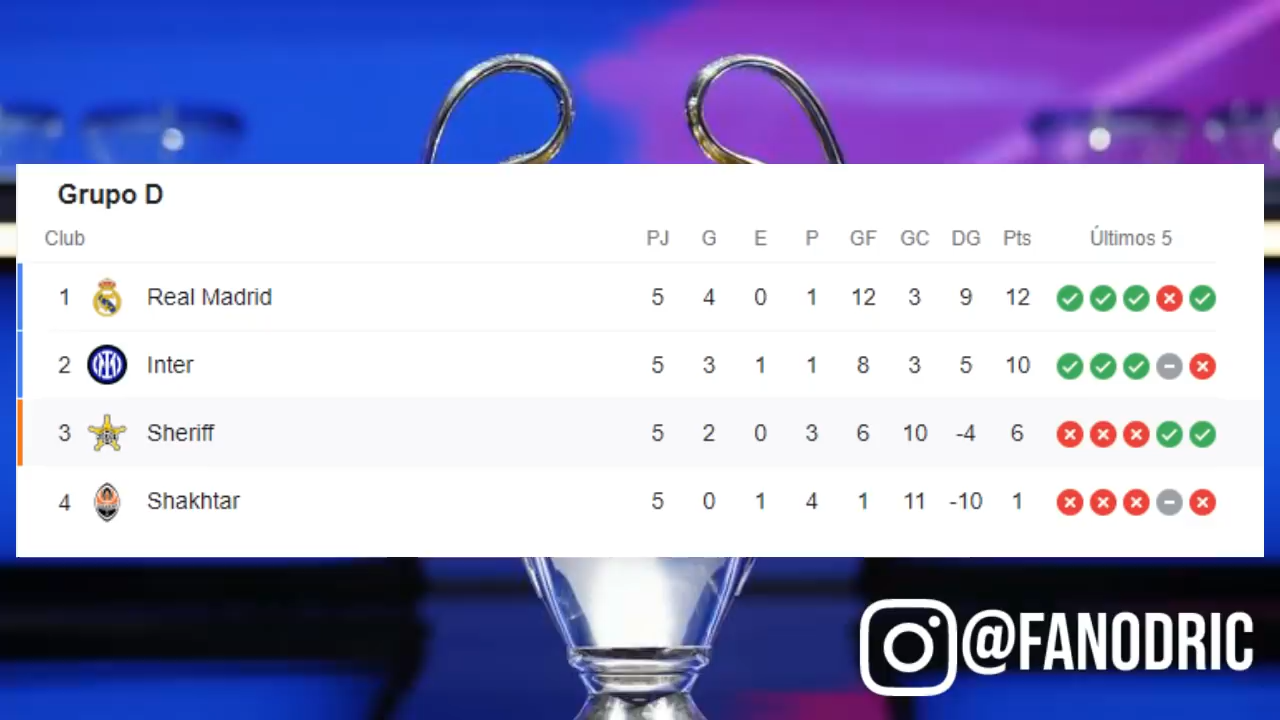 Grupo D
Club PJ G E P GF GC DG Pts Últimos 5
1 Real Madrid 5 4 0 1 12 3 9 12
2 Inter 5 3 1 1 8 3 5 10
3 Sheriff 5 2 0 3 6 10 -4 6
4 Shakhtar 5 0 1 4 1 11 -10 1
@FANODRIC